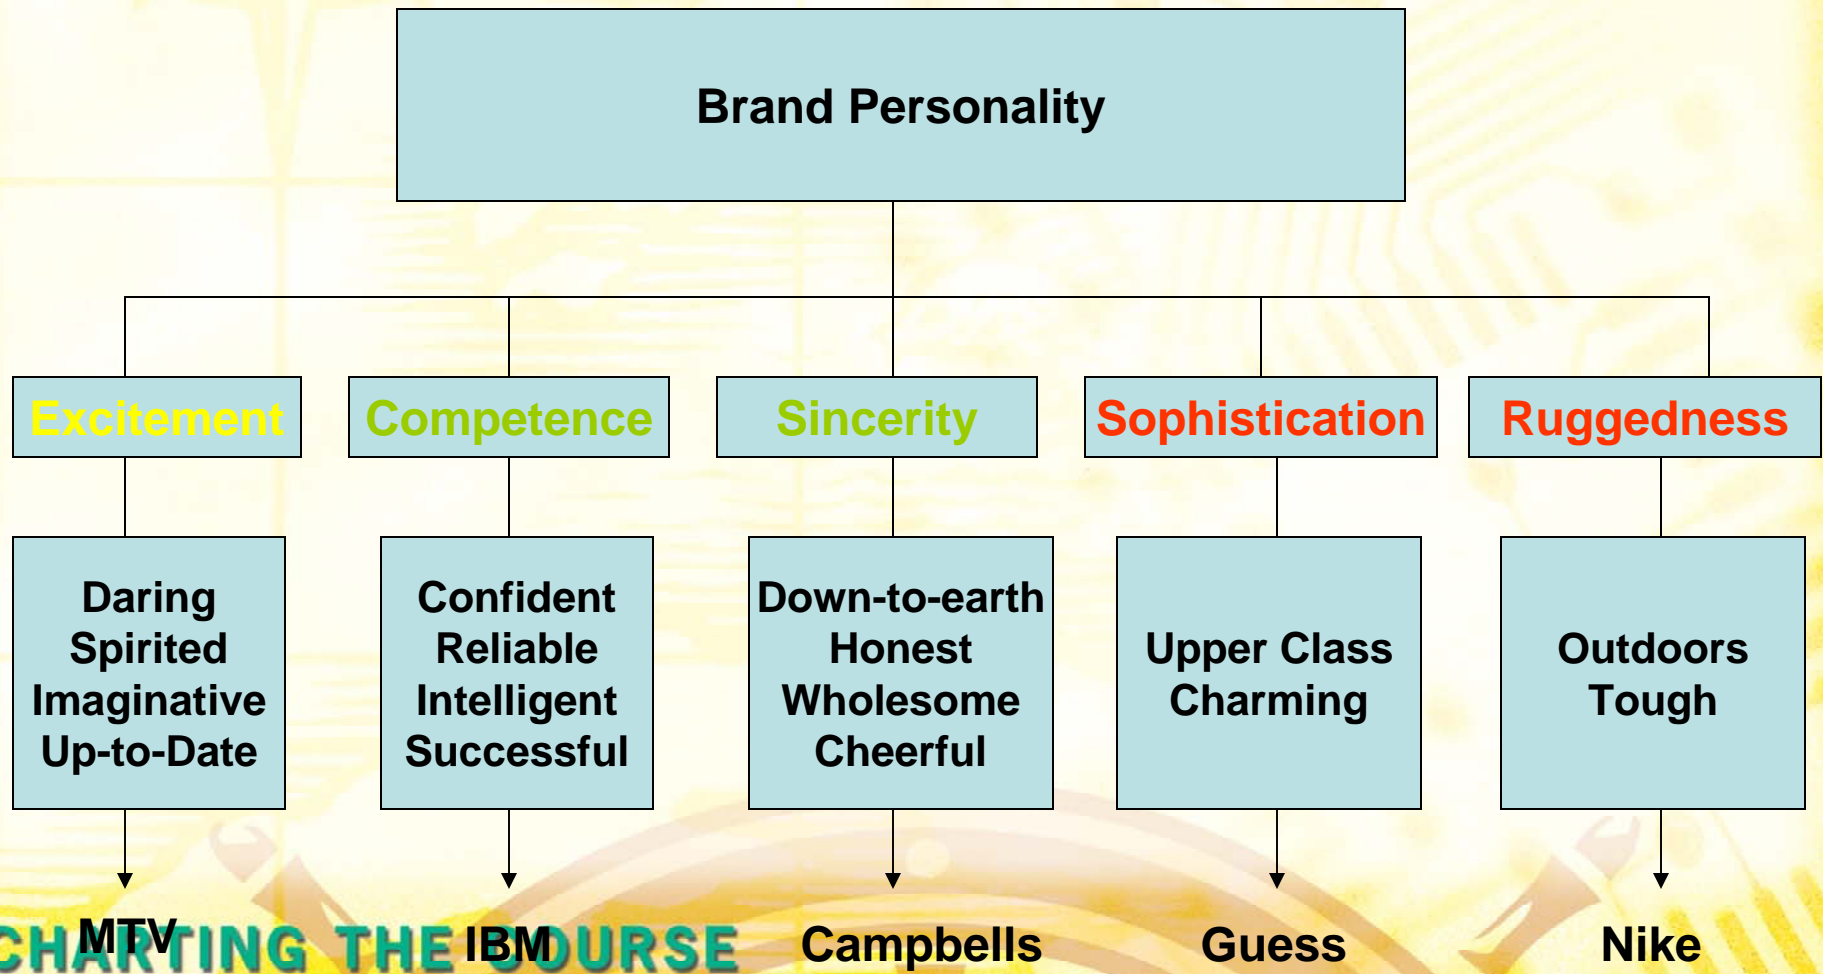 Brand Personality
Excitement
Competence
Sincerity
Sophistication
Ruggedness
Daring
Spirited
Imaginative
Up-to-Date
Confident
Reliable
Intelligent
Successful
Down-to-earth
Honest
Wholesome
Cheerful
Upper Class
Charming
Outdoors
Tough
MTV
IBM
Campbells
Guess
Nike
CHARTING THE COURSE